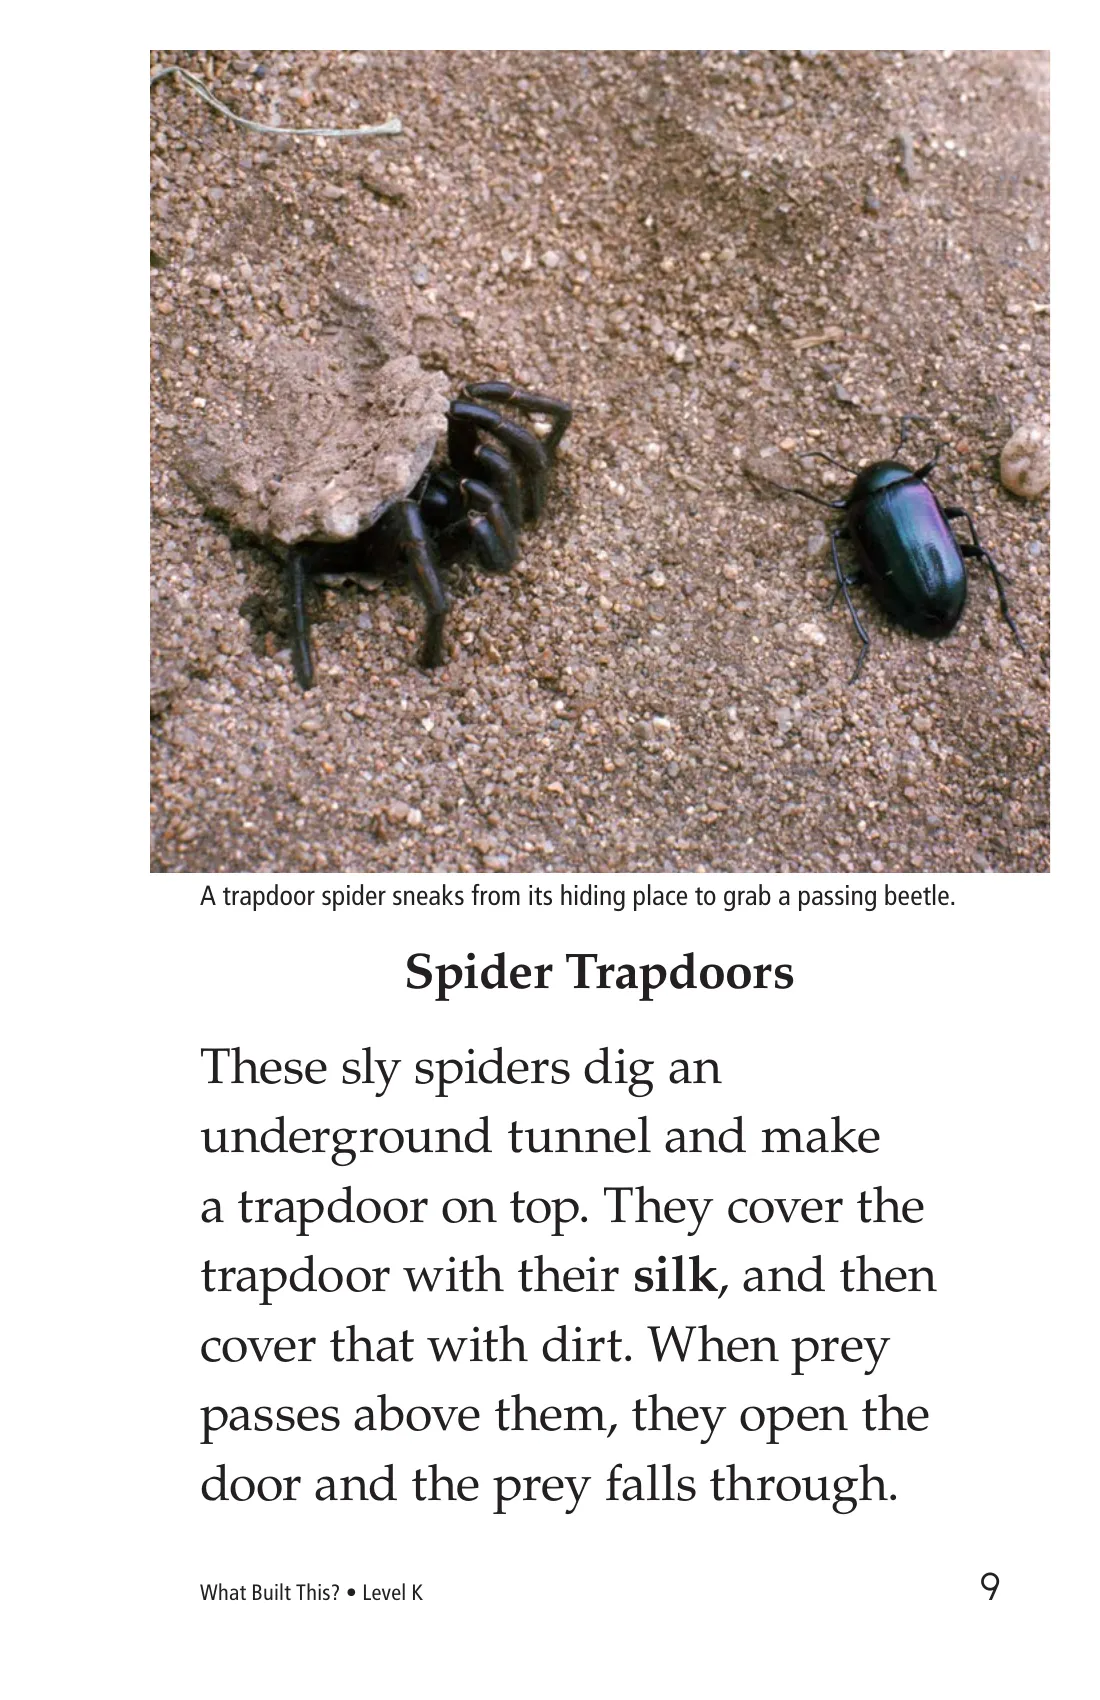 A trapdoor spider sneaks from its hiding place to grab a passing beetle.
Spider Trapdoors
These sly spiders dig an
underground tunnel and make
a trapdoor on top. They cover the
trapdoor with their silk, and then
cover that with dirt. When prey
passes above them, they open the
door and the prey falls through.
What Built This? • Level K 9